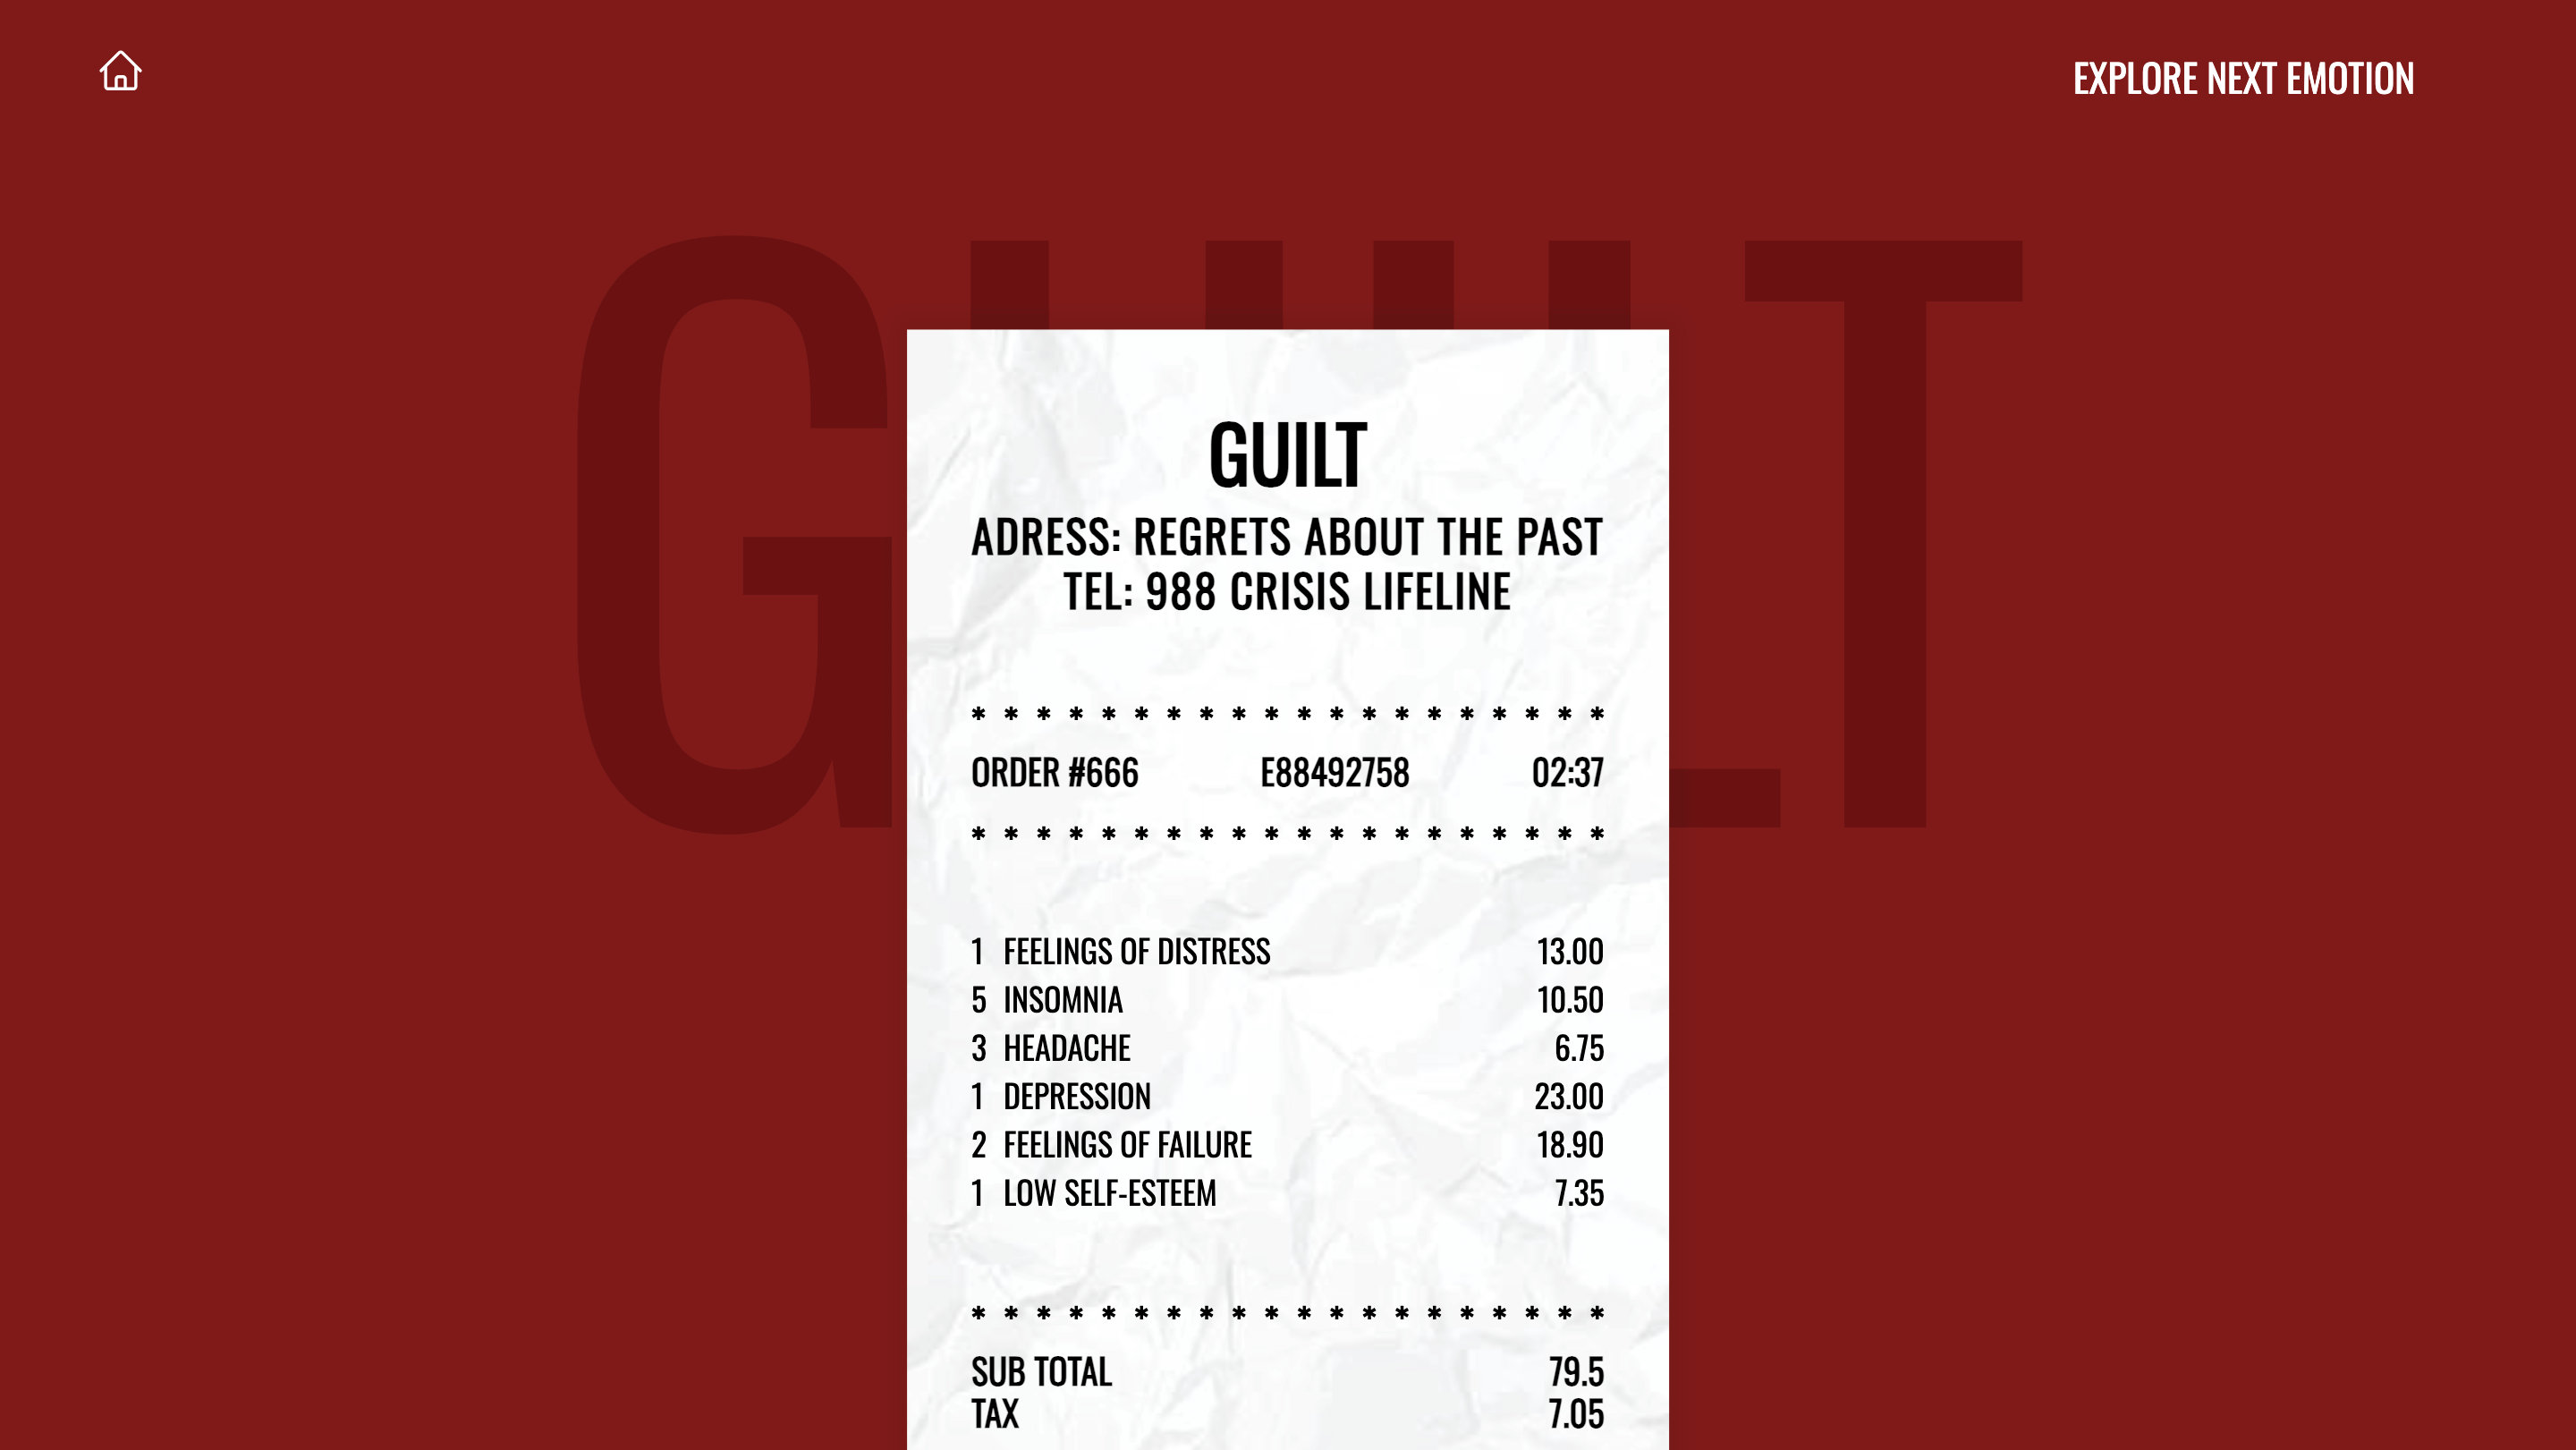 EXPLORE NEXT EMOTION
GUILT
GUILT
ADRESS: REGRETS ABOUT THE PAST
TEL: 988 CRISIS LIFELINE
* * * * * * * * * * * * * * * * * * * *
ORDER #666 E88492758 02:37
* * * * * * * * * * * * * * * * * * * *
1 FEELINGS OF DISTRESS 13.00
5 INSOMNIA 10.50
3 HEADACHE 6.75
1 DEPRESSION 23.00
2 FEELINGS OF FAILURE 18.90
1 LOW SELF-ESTEEM 7.35
* * * * * * * * * * * * * * * * * * * *
SUB TOTAL 79.5
TAX 7.05